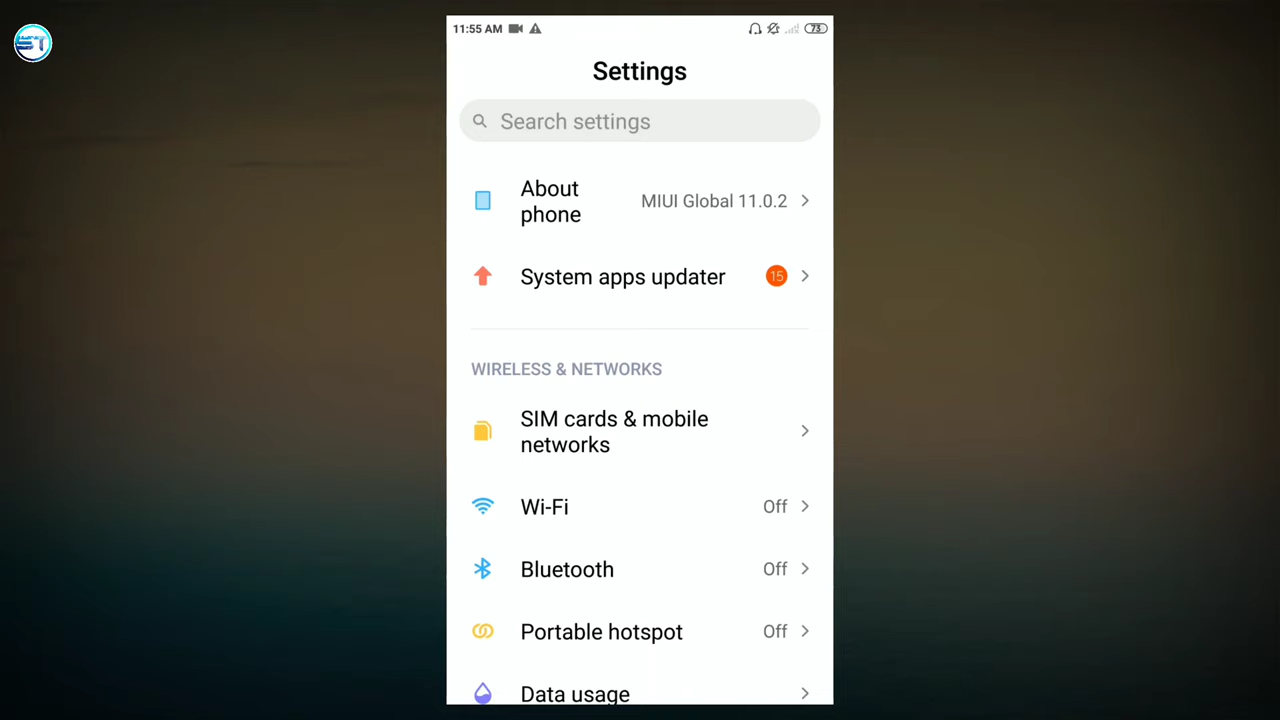 ST
11:55 AM
73
Settings
Search settings
About
phone
MIUI Global 11.0.2
System apps updater
15
WIRELESS & NETWORKS
SIM cards & mobile
networks
Wi-Fi
Off
Bluetooth
Off
Portable hotspot
Off
Data usage